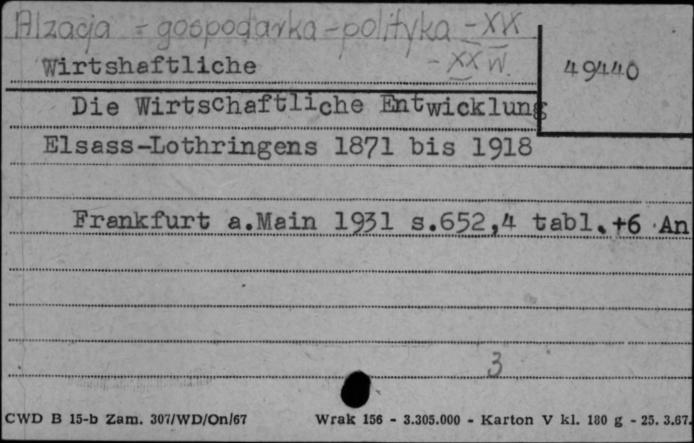 Alzacja - gospodarka - polityka - XX
- XX w.
Wirtshaftliche
49440
Die Wirtschaftliche Entwicklung
Elsass-Lothringens 1871 bis 1918
Frankfurt a.Main 1931 s.652,4 tabl.+6 An
3
CWD B 15-b Zam. 307/WD/On/67 Wrak 156 - 3.305.000 - Karton V kl. 180 g - 25. 3.67.